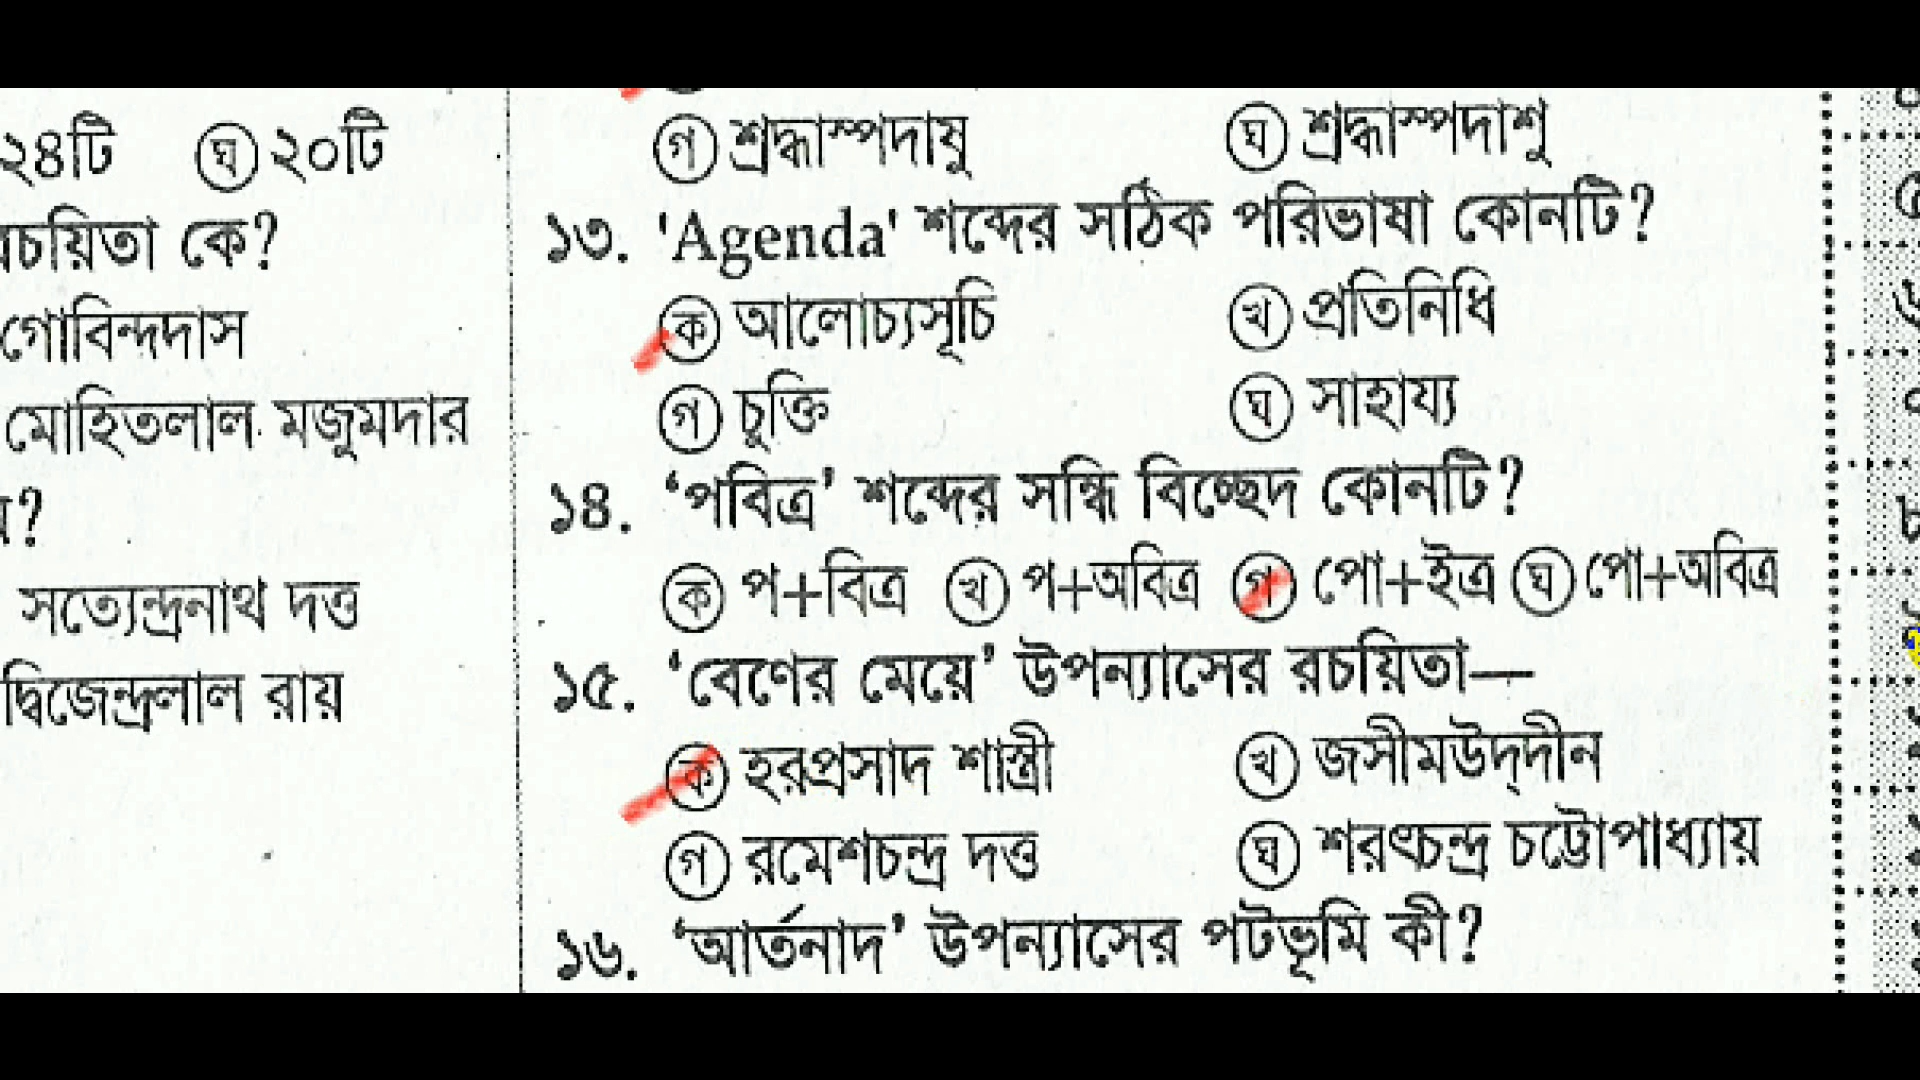 ২৪টি ঘ ২০টি
চয়িতা কে?
গোবিন্দদাস
মোহিতলাল মজুমদার
?
সত্যেন্দ্রনাথ দত্ত
দ্বিজেন্দ্রলাল রায়
গ শ্রদ্ধাস্পদাষু ঘ শ্রদ্ধাস্পদাশু
১৩. 'Agenda' শব্দের সঠিক পরিভাষা কোনটি?
ক আলোচ্যসূচি খ প্রতিনিধি
গ চুক্তি ঘ সাহায্য
১৪. ‘পবিত্র’ শব্দের সন্ধি বিচ্ছেদ কোনটি?
ক প+বিত্র খ প+অবিত্র গ পো+ইত্র ঘ পো+অবিত্র
১৫. ‘বেণের মেয়ে’ উপন্যাসের রচয়িতা—
ক হরপ্রসাদ শাস্ত্রী খ জসীমউদ্‌দীন
গ রমেশচন্দ্র দত্ত ঘ শরৎচন্দ্র চট্টোপাধ্যায়
১৬. ‘আর্তনাদ’ উপন্যাসের পটভূমি কী?